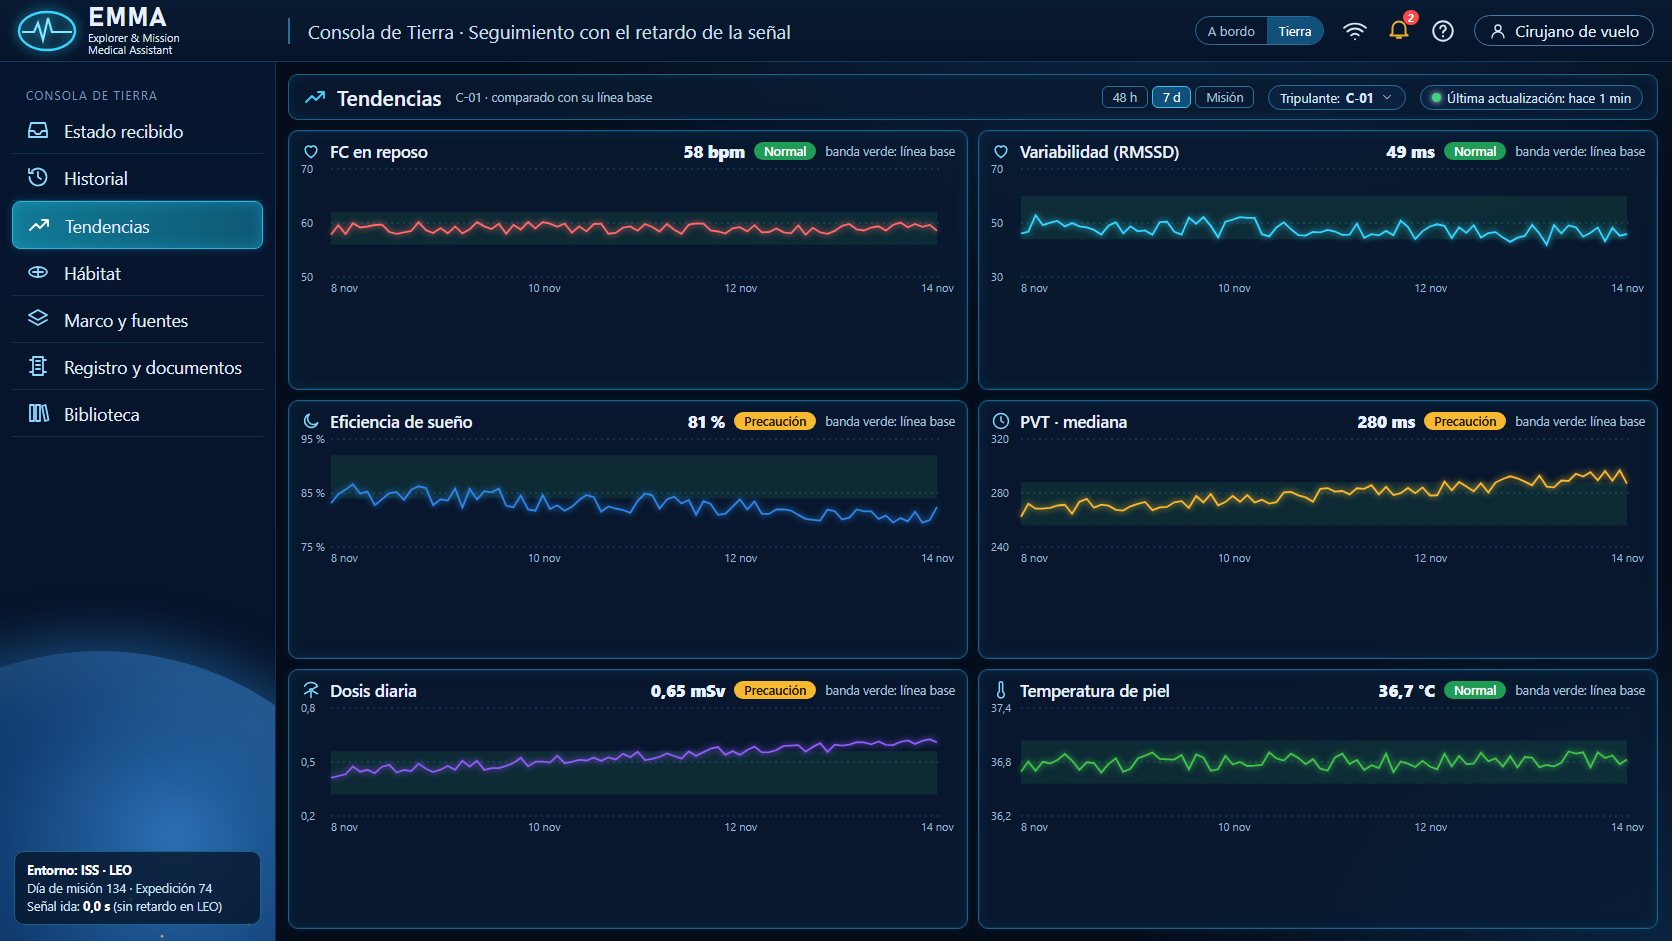 EMMA
Explorer & Mission
Medical Assistant
Consola de Tierra · Seguimiento con el retardo de la señal
A bordo
Tierra
2
Cirujano de vuelo
CONSOLA DE TIERRA
Estado recibido
Historial
Tendencias
Hábitat
Marco y fuentes
Registro y documentos
Biblioteca
Entorno: ISS · LEO
Día de misión 134 · Expedición 74
Señal ida: 0,0 s (sin retardo en LEO)
Tendencias
C-01 · comparado con su línea base
48 h
7 d
Misión
Tripulante: C-01
Última actualización: hace 1 min
FC en reposo
58 bpm
Normal
banda verde: línea base
70
60
50
8 nov
10 nov
12 nov
14 nov
Variabilidad (RMSSD)
49 ms
Normal
banda verde: línea base
70
50
30
8 nov
10 nov
12 nov
14 nov
Eficiencia de sueño
81 %
Precaución
banda verde: línea base
95 %
85 %
75 %
8 nov
10 nov
12 nov
14 nov
PVT · mediana
280 ms
Precaución
banda verde: línea base
320
280
240
8 nov
10 nov
12 nov
14 nov
Dosis diaria
0,65 mSv
Precaución
banda verde: línea base
0,8
0,5
0,2
8 nov
10 nov
12 nov
14 nov
Temperatura de piel
36,7 °C
Normal
banda verde: línea base
37,4
36,8
36,2
8 nov
10 nov
12 nov
14 nov